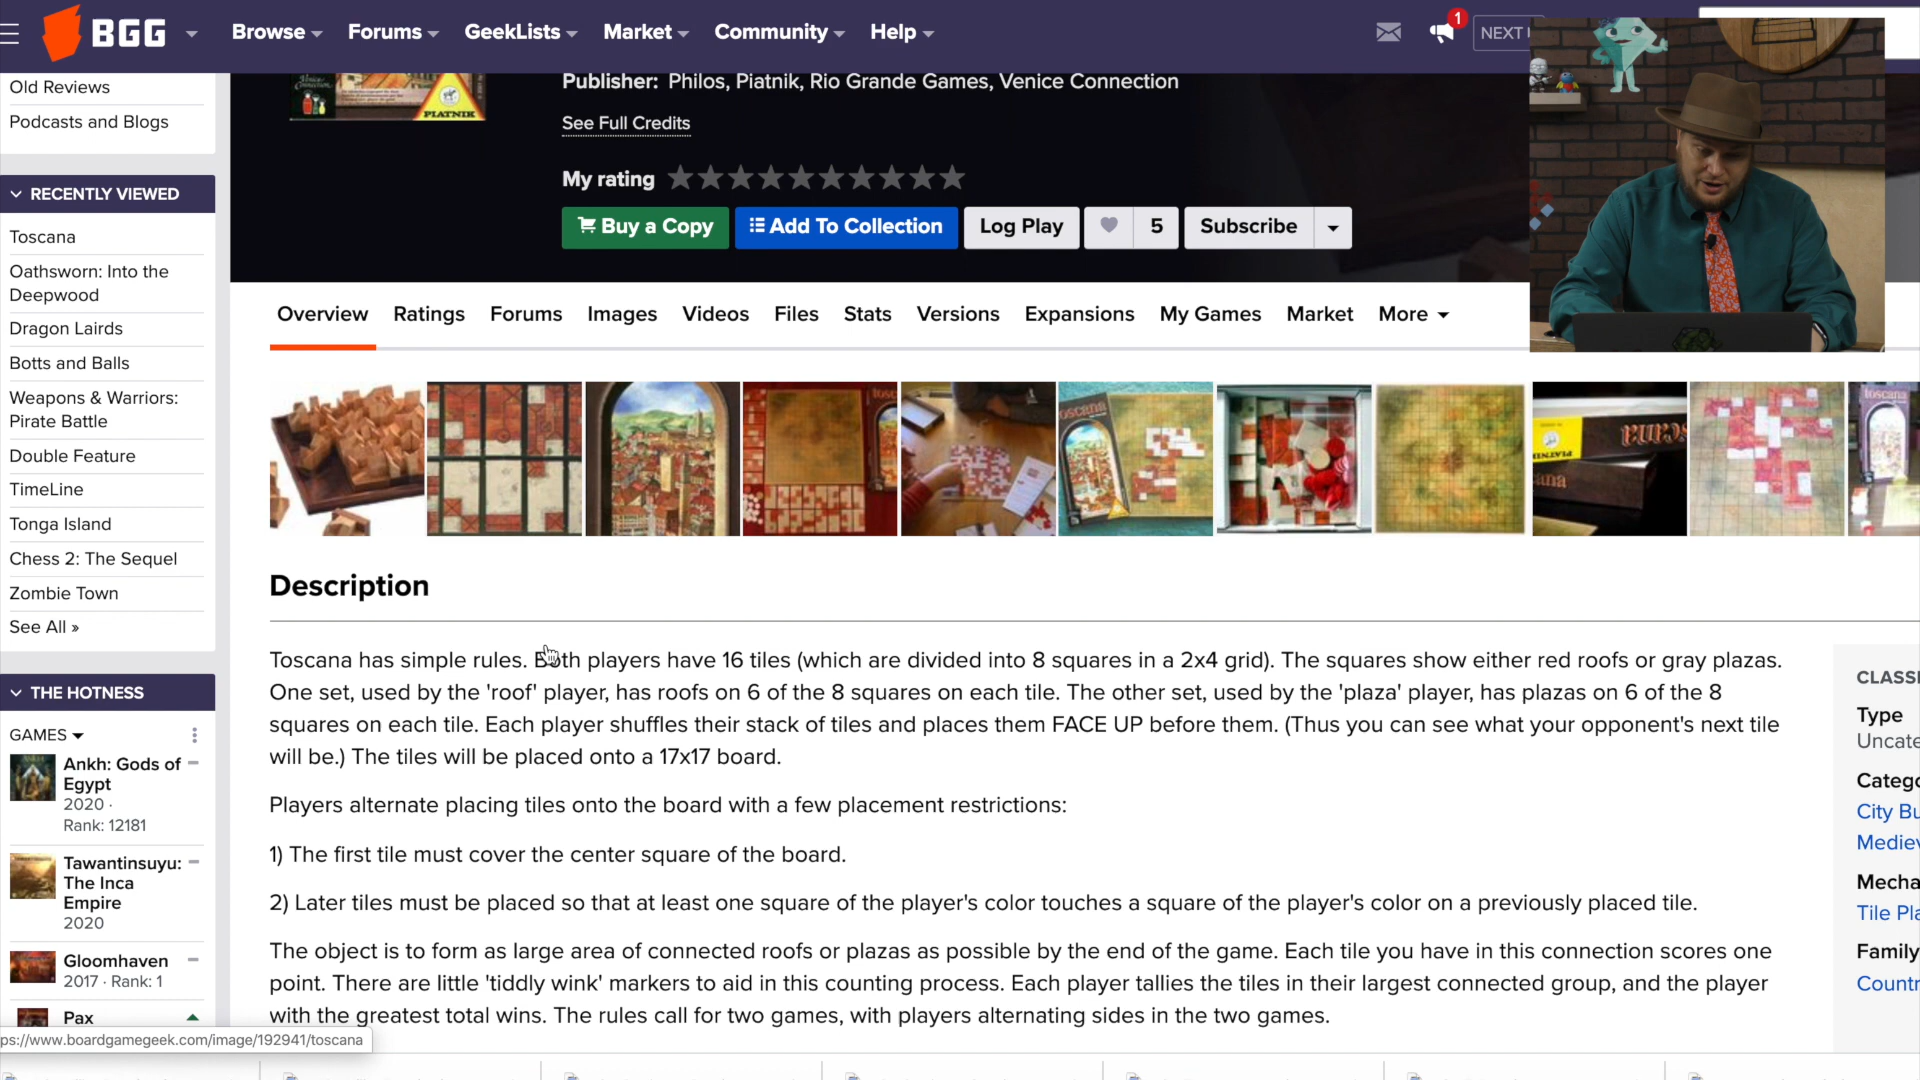 BGG
Browse
Forums
GeekLists
Market
Community
Help
1
NEXT
Old Reviews
Podcasts and Blogs
RECENTLY VIEWED
Toscana
Oathsworn: Into the
Deepwood
Dragon Lairds
Botts and Balls
Weapons & Warriors:
Pirate Battle
Double Feature
TimeLine
Tonga Island
Chess 2: The Sequel
Zombie Town
See All »
THE HOTNESS
GAMES
Ankh: Gods of
Egypt
2020 ·
Rank: 12181
Tawantinsuyu:
The Inca
Empire
2020
Gloomhaven
2017 · Rank: 1
Pax
ps://www.boardgamegeek.com/image/192941/toscana
PIATNIK
Publisher: Philos, Piatnik, Rio Grande Games, Venice Connection
See Full Credits
My rating
Buy a Copy
Add To Collection
Log Play
5
Subscribe
Overview
Ratings
Forums
Images
Videos
Files
Stats
Versions
Expansions
My Games
Market
More
Description
Toscana has simple rules. Both players have 16 tiles (which are divided into 8 squares in a 2x4 grid). The squares show either red roofs or gray plazas.
One set, used by the 'roof' player, has roofs on 6 of the 8 squares on each tile. The other set, used by the 'plaza' player, has plazas on 6 of the 8
squares on each tile. Each player shuffles their stack of tiles and places them FACE UP before them. (Thus you can see what your opponent's next tile
will be.) The tiles will be placed onto a 17x17 board.
Players alternate placing tiles onto the board with a few placement restrictions:
1) The first tile must cover the center square of the board.
2) Later tiles must be placed so that at least one square of the player's color touches a square of the player's color on a previously placed tile.
The object is to form as large area of connected roofs or plazas as possible by the end of the game. Each tile you have in this connection scores one
point. There are little 'tiddly wink' markers to aid in this counting process. Each player tallies the tiles in their largest connected group, and the player
with the greatest total wins. The rules call for two games, with players alternating sides in the two games.
CLASSI
Type
Uncate
Catego
City Bu
Mediev
Mecha
Tile Pla
Family
Countr